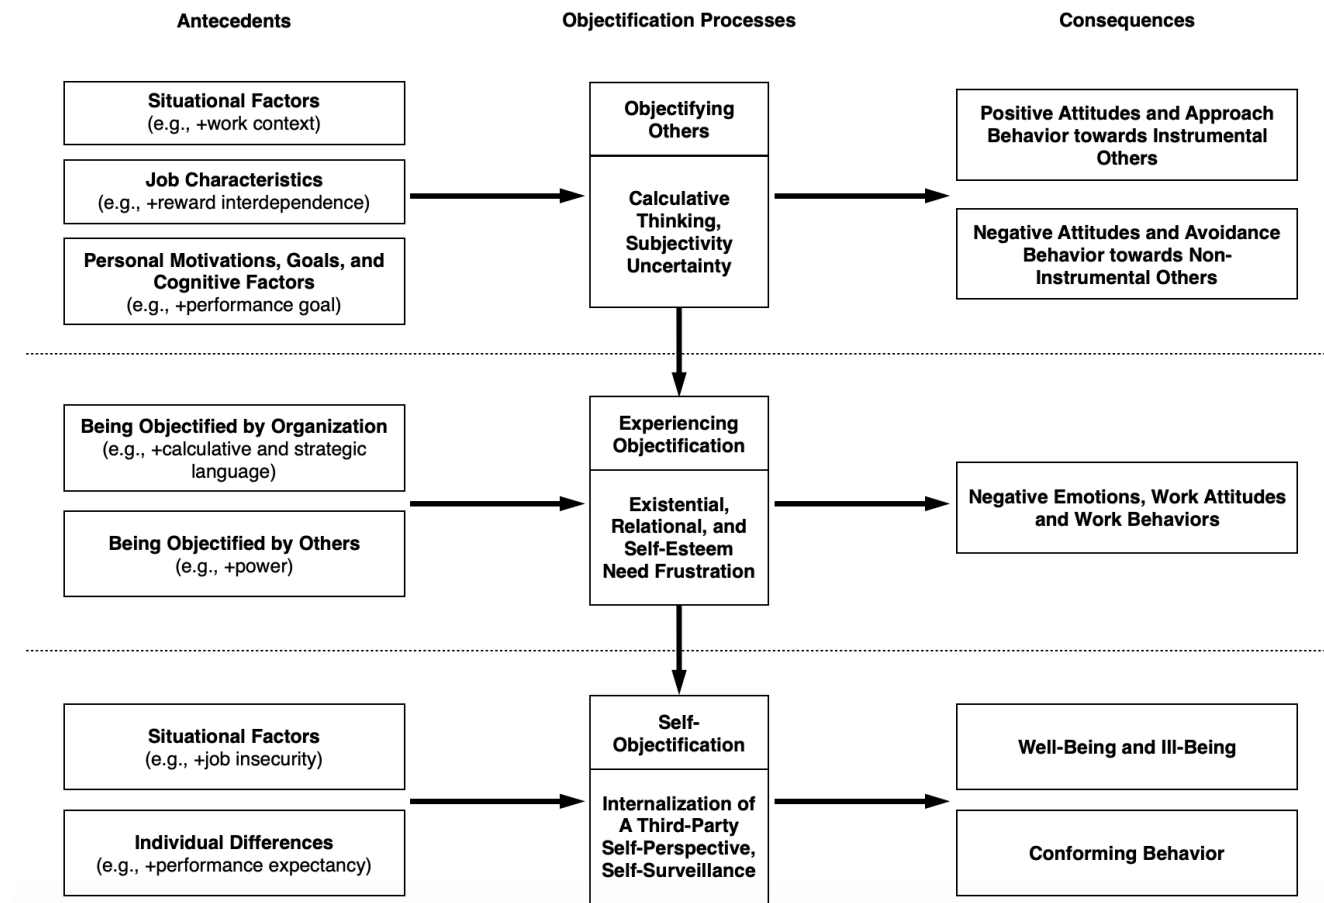 Antecedents
Objectification Processes
Consequences
Situational Factors
(e.g., +work context)
Job Characteristics
(e.g., +reward interdependence)
Personal Motivations, Goals, and
Cognitive Factors
(e.g., +performance goal)
Objectifying
Others
Calculative
Thinking,
Subjectivity
Uncertainty
Positive Attitudes and Approach
Behavior towards Instrumental
Others
Negative Attitudes and Avoidance
Behavior towards Non-
Instrumental Others
Being Objectified by Organization
(e.g., +calculative and strategic
language)
Being Objectified by Others
(e.g., +power)
Experiencing
Objectification
Existential,
Relational, and
Self-Esteem
Need Frustration
Negative Emotions, Work Attitudes
and Work Behaviors
Situational Factors
(e.g., +job insecurity)
Individual Differences
(e.g., +performance expectancy)
Self-
Objectification
Internalization of
A Third-Party
Self-Perspective,
Self-Surveillance
Well-Being and Ill-Being
Conforming Behavior